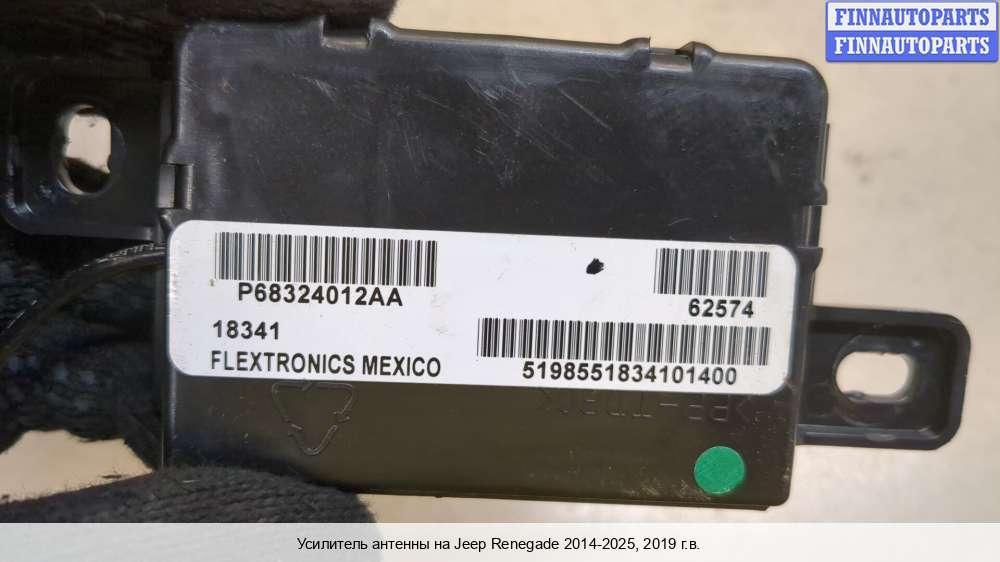 FINNAUTOPARTS
FINNAUTOPARTS
P68324012AA
62574
18341
FLEXTRONICS MEXICO
5198551834101400
Усилитель антенны на Jeep Renegade 2014-2025, 2019 г.в.